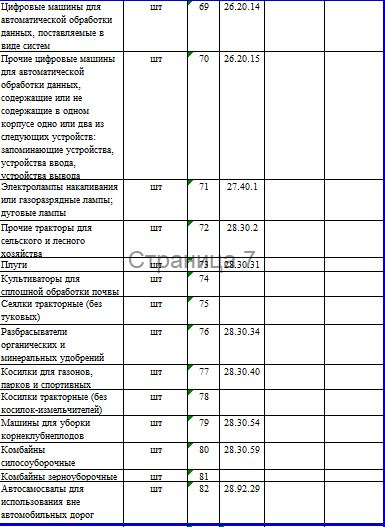 Цифровые машины для шт 69 26.20.14
автоматической обработки
данных, поставляемые в
виде систем
Прочие цифровые машины шт 70 26.20.15
для автоматической
обработки данных,
содержащие или не
содержащие в одном
корпусе одно или два из
следующих устройств:
запоминающие устройства,
устройства ввода,
устройства вывода
Электролампы накаливания шт 71 27.40.1
или газоразрядные лампы;
дуговые лампы
Прочие тракторы для шт 72 28.30.2
сельского и лесного
хозяйства
Страница 7
Плуги шт 73 28.30.31
Культиваторы для шт 74
сплошной обработки почвы
Сеялки тракторные (без шт 75
туковых)
Разбрасыватели шт 76 28.30.34
органических и
минеральных удобрений
Косилки для газонов, шт 77 28.30.40
парков и спортивных
Косилки тракторные (без шт 78
косилок-измельчителей)
Машины для уборки шт 79 28.30.54
корнеклубнеплодов
Комбайны шт 80 28.30.59
силосоуборочные
Комбайны зерноуборочные шт 81
Автосамосвалы для шт 82 28.92.29
использования вне
автомобильных дорог